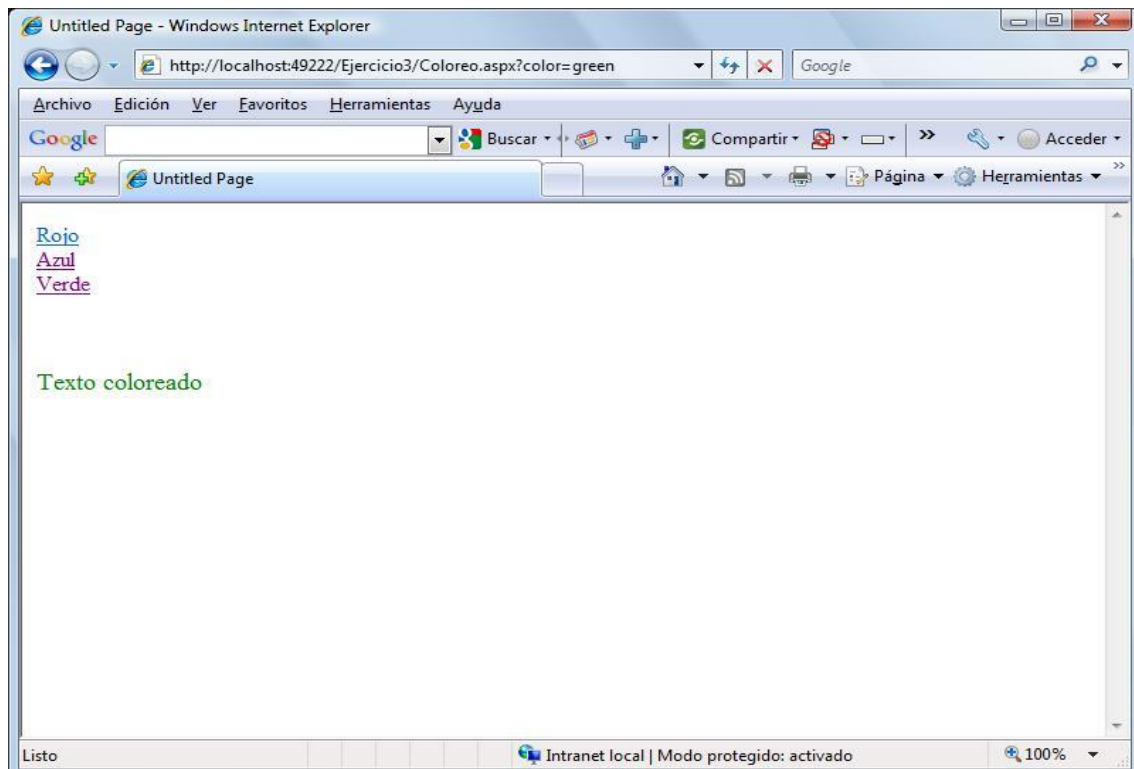 Untitled Page - Windows Internet Explorer
http://localhost:49222/Ejercicio3/Coloreo.aspx?color=green Google
Archivo Edición Ver Favoritos Herramientas Ayuda
Google Buscar Compartir Acceder
Untitled Page Página Herramientas
Rojo
Azul
Verde
Texto coloreado
Listo Intranet local | Modo protegido: activado 100%